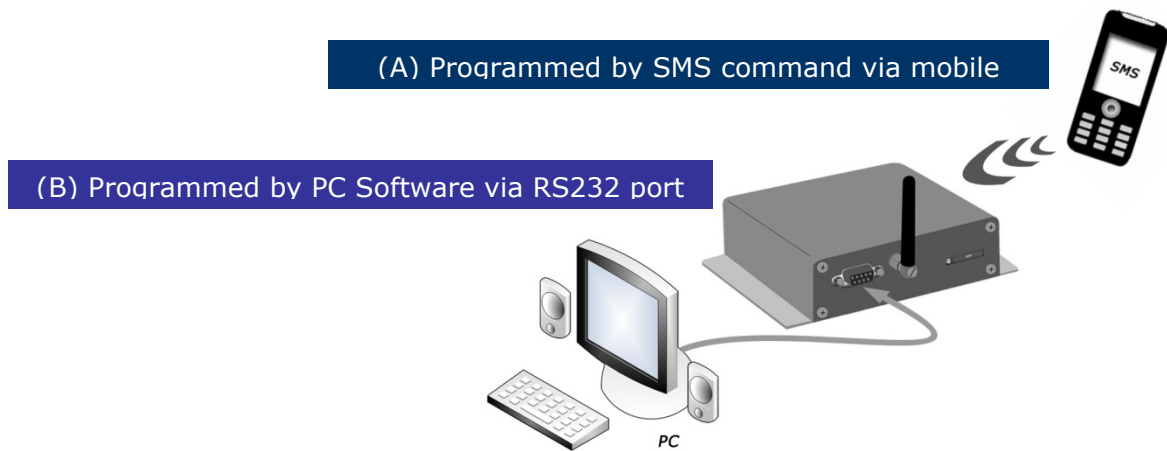 (A) Programmed by SMS command via mobile
SMS
(B) Programmed by PC Software via RS232 port
PC